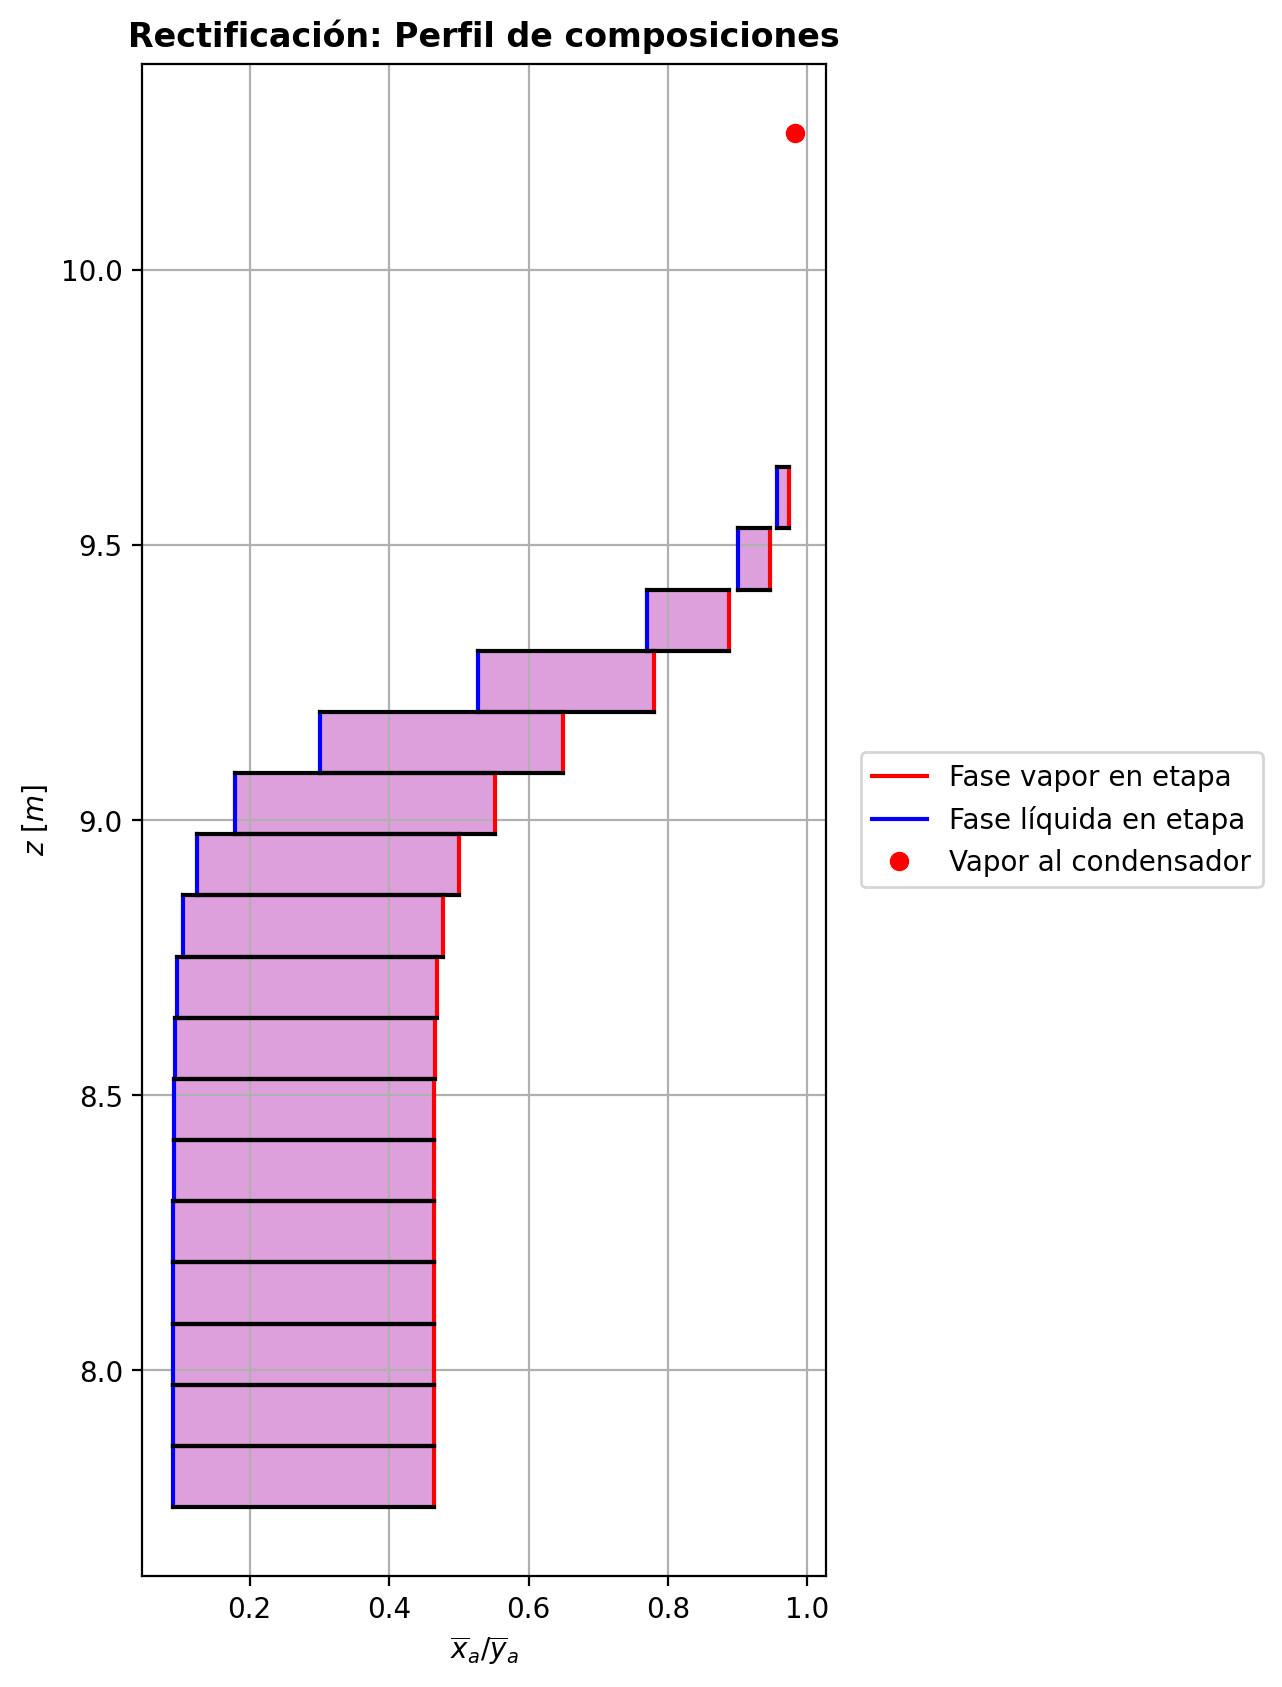 Rectificación: Perfil de composiciones
10.0
9.5
9.0
8.5
8.0
z [m]
0.2 0.4 0.6 0.8 1.0
x̅ₐ/y̅ₐ
Fase vapor en etapa
Fase líquida en etapa
Vapor al condensador